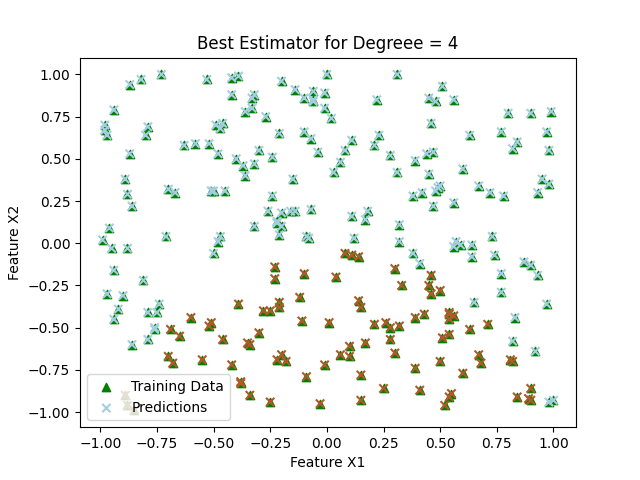 Best Estimator for Degreee = 4
Feature X2
1.00
0.75
0.50
0.25
0.00
−0.25
−0.50
−0.75
−1.00
Training Data
Predictions
−1.00 −0.75 −0.50 −0.25 0.00 0.25 0.50 0.75 1.00
Feature X1